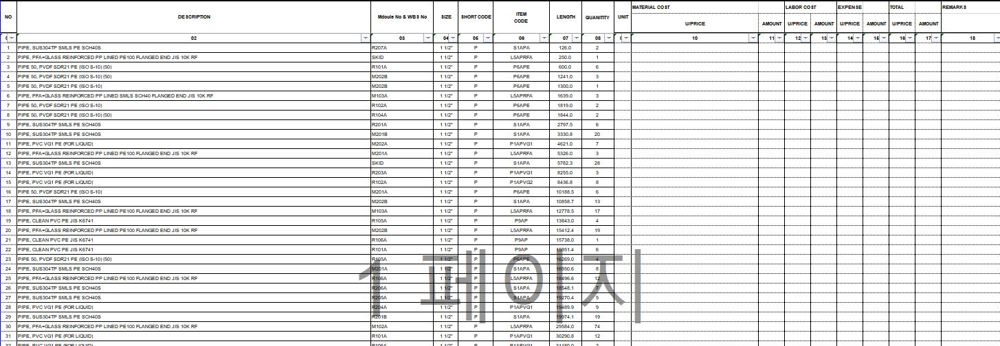 NO DESCRIPTION Mdoule No & WBS No SIZE SHORT CODE ITEM CODE LENGTH QUANITITY UNIT MATERIAL COST LABOR COST EXPENSE TOTAL REMARKS
U/PRICE AMOUNT U/PRICE AMOUNT U/PRICE AMOUNT U/PRICE AMOUNT
02 03 04 05 06 07 08 10 11 12 13 14 15 16 17 18
1 PIPE, SUS304TP SMLS PE SCH40S R207A 1 1/2" P S1APA 126.0 2
2 PIPE, PFA+GLASS REINFORCED PP LINED PE100 FLANGED END JIS 10K RF SKID 1 1/2" P L5APRFA 250.0 1
3 PIPE 50, PVDF SDR21 PE (ISO S-10) (50) R101A 1 1/2" P P6APE 600.0 6
4 PIPE 50, PVDF SDR21 PE (ISO S-10) (50) M202B 1 1/2" P P6APE 1241.0 3
5 PIPE 50, PVDF SDR21 PE (ISO S-10) M202B 1 1/2" P P6APE 1300.0 1
6 PIPE, PFA+GLASS REINFORCED PP LINED SMLS SCH40 FLANGED END JIS 10K RF M103A 1 1/2" P L5APRFA 1639.0 3
7 PIPE 50, PVDF SDR21 PE (ISO S-10) R102A 1 1/2" P P6APE 1819.0 2
8 PIPE 50, PVDF SDR21 PE (ISO S-10) (50) R104A 1 1/2" P P6APE 1844.0 2
9 PIPE, SUS304TP SMLS PE SCH40S R201A 1 1/2" P S1APA 2797.5 6
10 PIPE, SUS304TP SMLS PE SCH40S M201B 1 1/2" P S1APA 3330.8 20
11 PIPE, PVC VG1 PE (FOR LIQUID) M202A 1 1/2" P P1APVG1 4621.0 7
12 PIPE, PFA+GLASS REINFORCED PP LINED PE100 FLANGED END JIS 10K RF M201A 1 1/2" P L5APRFA 5326.0 3
13 PIPE, SUS304TP SMLS PE SCH40S SKID 1 1/2" P S1APA 5782.3 28
14 PIPE, PVC VG1 PE (FOR LIQUID) R203A 1 1/2" P P1APVG1 8255.0 3
15 PIPE, PVC VG1 PE (FOR LIQUID) R102A 1 1/2" P P1APVG2 8436.8 8
16 PIPE 50, PVDF SDR21 PE (ISO S-10) M201A 1 1/2" P P6APE 10188.5 6
17 PIPE, SUS304TP SMLS PE SCH40S M202B 1 1/2" P S1APA 10858.7 13
18 PIPE, PFA+GLASS REINFORCED PP LINED PE100 FLANGED END JIS 10K RF M103A 1 1/2" P L5APRFA 12778.5 17
19 PIPE, CLEAN PVC PE JIS K6741 R105A 1 1/2" P P9AP 13843.0 4
20 PIPE, PFA+GLASS REINFORCED PP LINED PE100 FLANGED END JIS 10K RF M202B 1 1/2" P L5APRFA 15412.4 19
21 PIPE, CLEAN PVC PE JIS K6741 R106A 1 1/2" P P9AP 15738.0 1
22 PIPE, CLEAN PVC PE JIS K6741 R101A 1 1/2" P P9AP 15951.4 6
23 PIPE 50, PVDF SDR21 PE (ISO S-10) (50) R105A 1 1/2" P P6APE 16269.0 4
24 PIPE, SUS304TP SMLS PE SCH40S M201A 1 1/2" P S1APA 16950.6 8
25 PIPE, PFA+GLASS REINFORCED PP LINED PE100 FLANGED END JIS 10K RF R106A 1 1/2" P L5APRFA 18496.6 12
26 PIPE, SUS304TP SMLS PE SCH40S R206A 1 1/2" P S1APA 18548.1
27 PIPE, SUS304TP SMLS PE SCH40S R205A 1 1/2" P S1APA 19270.4 5
28 PIPE, PVC VG1 PE (FOR LIQUID) R204A 1 1/2" P P1APVG1 19489.9 9
29 PIPE, SUS304TP SMLS PE SCH40S R201B 1 1/2" P S1APA 19974.1 19
30 PIPE, PFA+GLASS REINFORCED PP LINED PE100 FLANGED END JIS 10K RF M102A 1 1/2" P L5APRFA 29584.0 74
31 PIPE, PVC VG1 PE (FOR LIQUID) R101A 1 1/2" P P1APVG1 30290.8 12
1 페이지